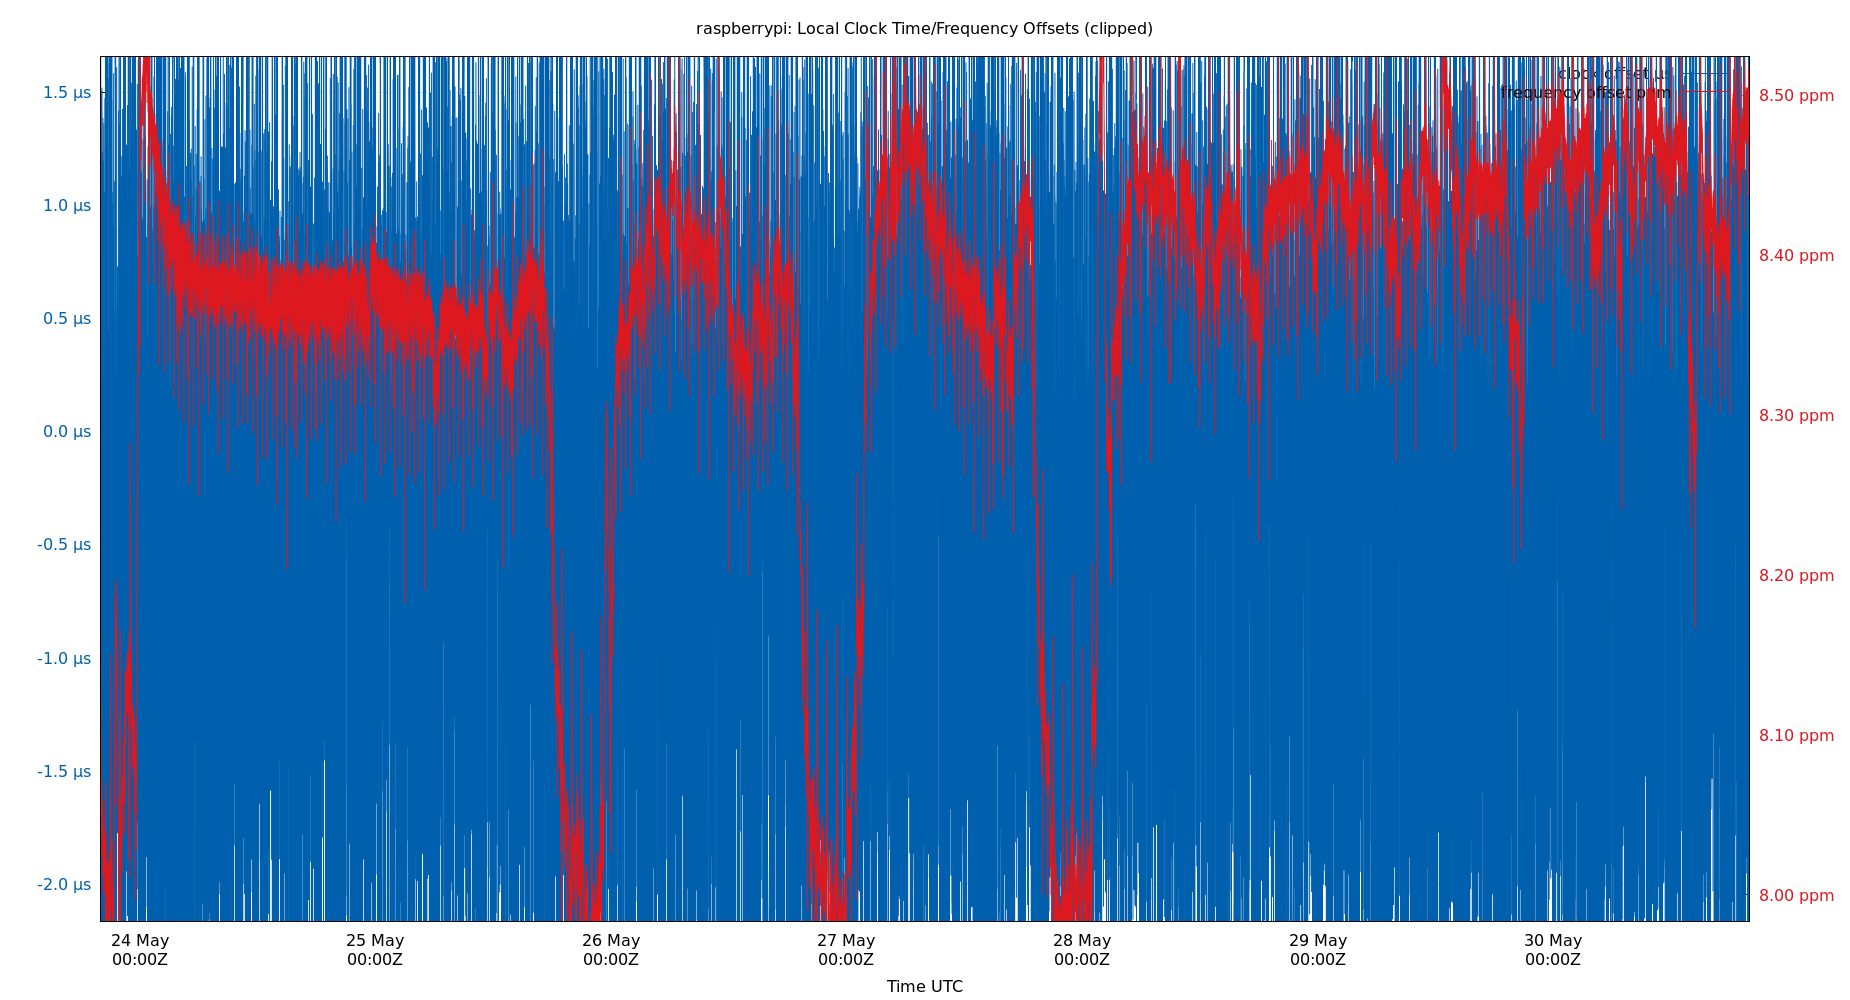 raspberrypi: Local Clock Time/Frequency Offsets (clipped)
clock offset µs
frequency offset ppm
1.5 µs
1.0 µs
0.5 µs
0.0 µs
-0.5 µs
-1.0 µs
-1.5 µs
-2.0 µs
8.50 ppm
8.40 ppm
8.30 ppm
8.20 ppm
8.10 ppm
8.00 ppm
24 May
00:00Z
25 May
00:00Z
26 May
00:00Z
27 May
00:00Z
28 May
00:00Z
29 May
00:00Z
30 May
00:00Z
Time UTC